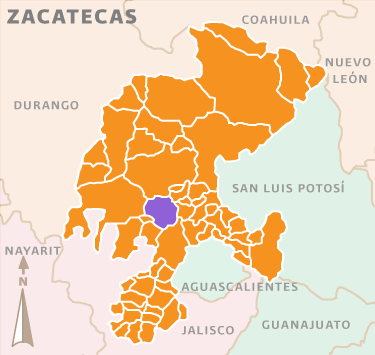 ZACATECAS
COAHUILA
NUEVO
LEÓN
DURANGO
SAN LUIS POTOSÍ
NAYARIT
N
AGUASCALIENTES
JALISCO
GUANAJUATO